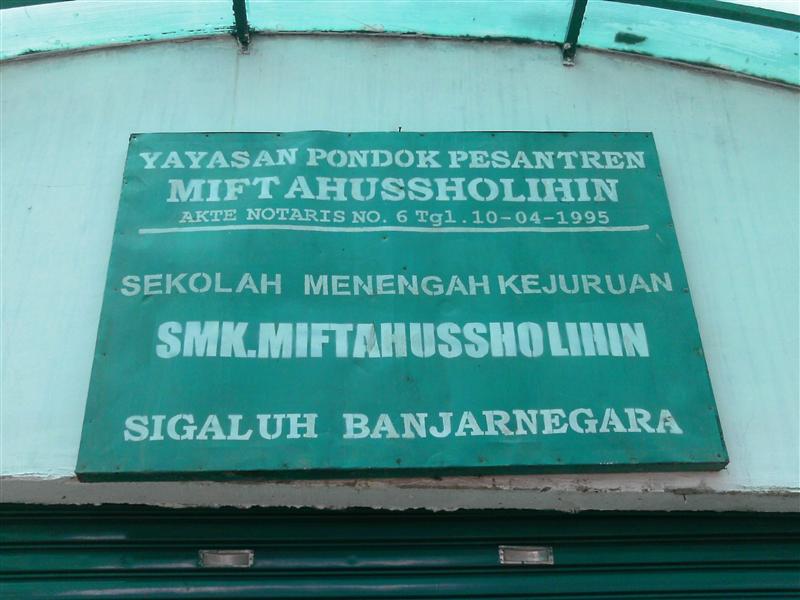 YAYASAN PONDOK PESANTREN
MIFTAHUSSHOLIHIN
AKTE NOTARIS NO. 6 Tgl. 10-04-1995
SEKOLAH MENENGAH KEJURUAN
SMK.MIFTAHUSSHOLIHIN
SIGALUH BANJARNEGARA